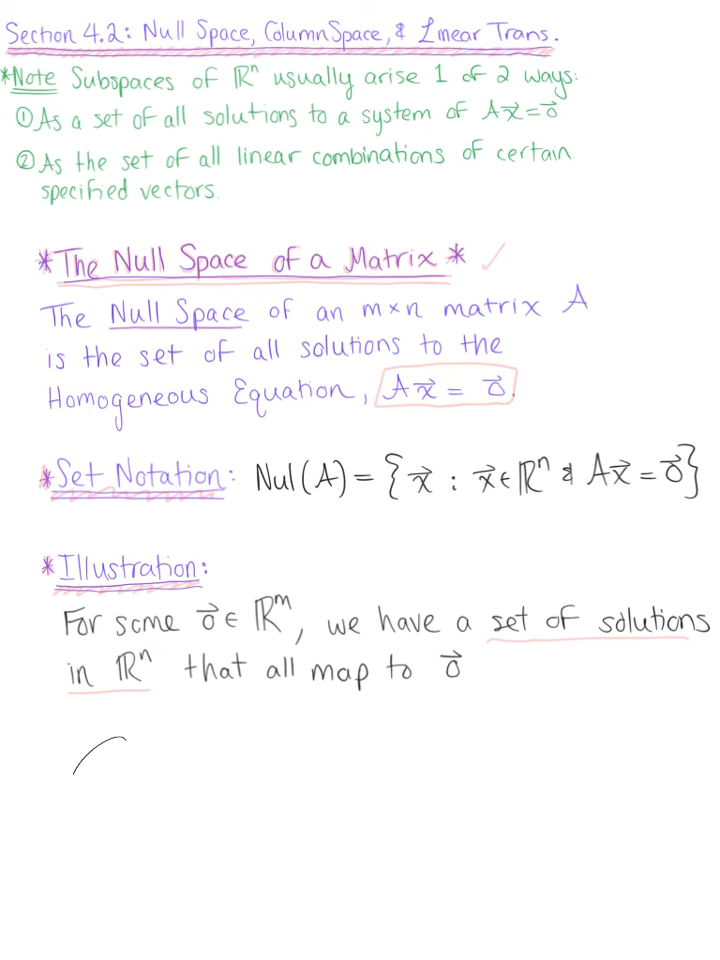 Section 4.2: Null Space, Column Space, & Linear Trans.
*Note Subspaces of ℝⁿ usually arise 1 of 2 ways:
① As a set of all solutions to a system of Ax⃗=0⃗
② As the set of all linear combinations of certain
specified vectors.
*The Null Space of a Matrix* ✓
The Null Space of an m×n matrix A
is the set of all solutions to the
Homogeneous Equation, Ax⃗ = 0⃗.
*Set Notation: Nul(A) = {x⃗ : x⃗ ∈ ℝⁿ & Ax⃗ = 0⃗}
*Illustration:
For some 0⃗ ∈ ℝᵐ, we have a set of solutions
in ℝⁿ that all map to 0⃗